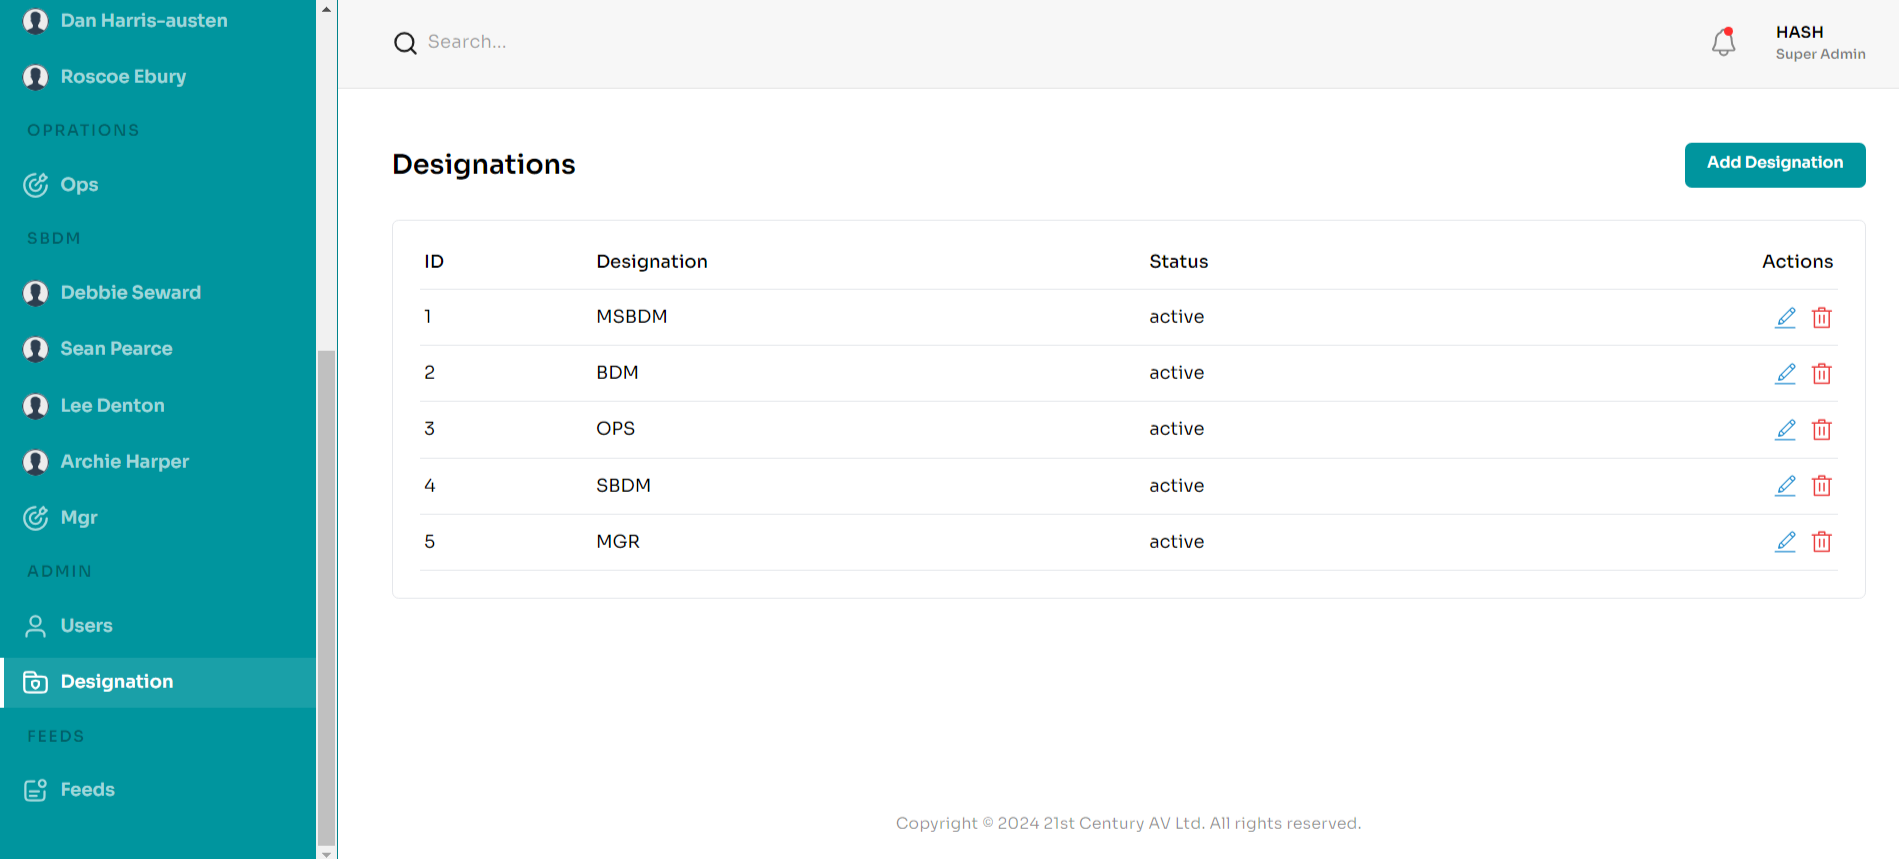 Dan Harris-austen
Roscoe Ebury
OPRATIONS
Ops
SBDM
Debbie Seward
Sean Pearce
Lee Denton
Archie Harper
Mgr
ADMIN
Users
Designation
FEEDS
Feeds
Search...
HASH
Super Admin
Designations
Add Designation
ID Designation Status Actions
1 MSBDM active
2 BDM active
3 OPS active
4 SBDM active
5 MGR active
Copyright © 2024 21st Century AV Ltd. All rights reserved.